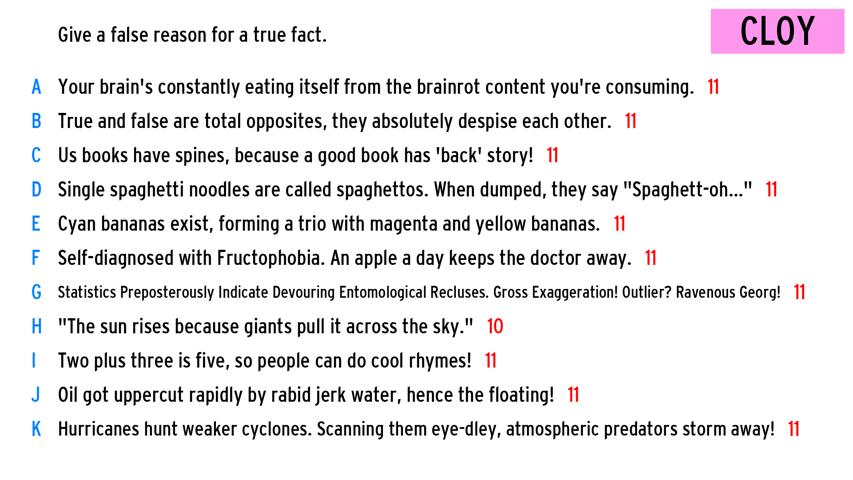 Give a false reason for a true fact.
CLOY
A Your brain's constantly eating itself from the brainrot content you're consuming. 11
B True and false are total opposites, they absolutely despise each other. 11
C Us books have spines, because a good book has 'back' story! 11
D Single spaghetti noodles are called spaghettos. When dumped, they say "Spaghett-oh..." 11
E Cyan bananas exist, forming a trio with magenta and yellow bananas. 11
F Self-diagnosed with Fructophobia. An apple a day keeps the doctor away. 11
G Statistics Preposterously Indicate Devouring Entomological Recluses. Gross Exaggeration! Outlier? Ravenous Georg! 11
H "The sun rises because giants pull it across the sky." 10
I Two plus three is five, so people can do cool rhymes! 11
J Oil got uppercut rapidly by rabid jerk water, hence the floating! 11
K Hurricanes hunt weaker cyclones. Scanning them eye-dley, atmospheric predators storm away! 11